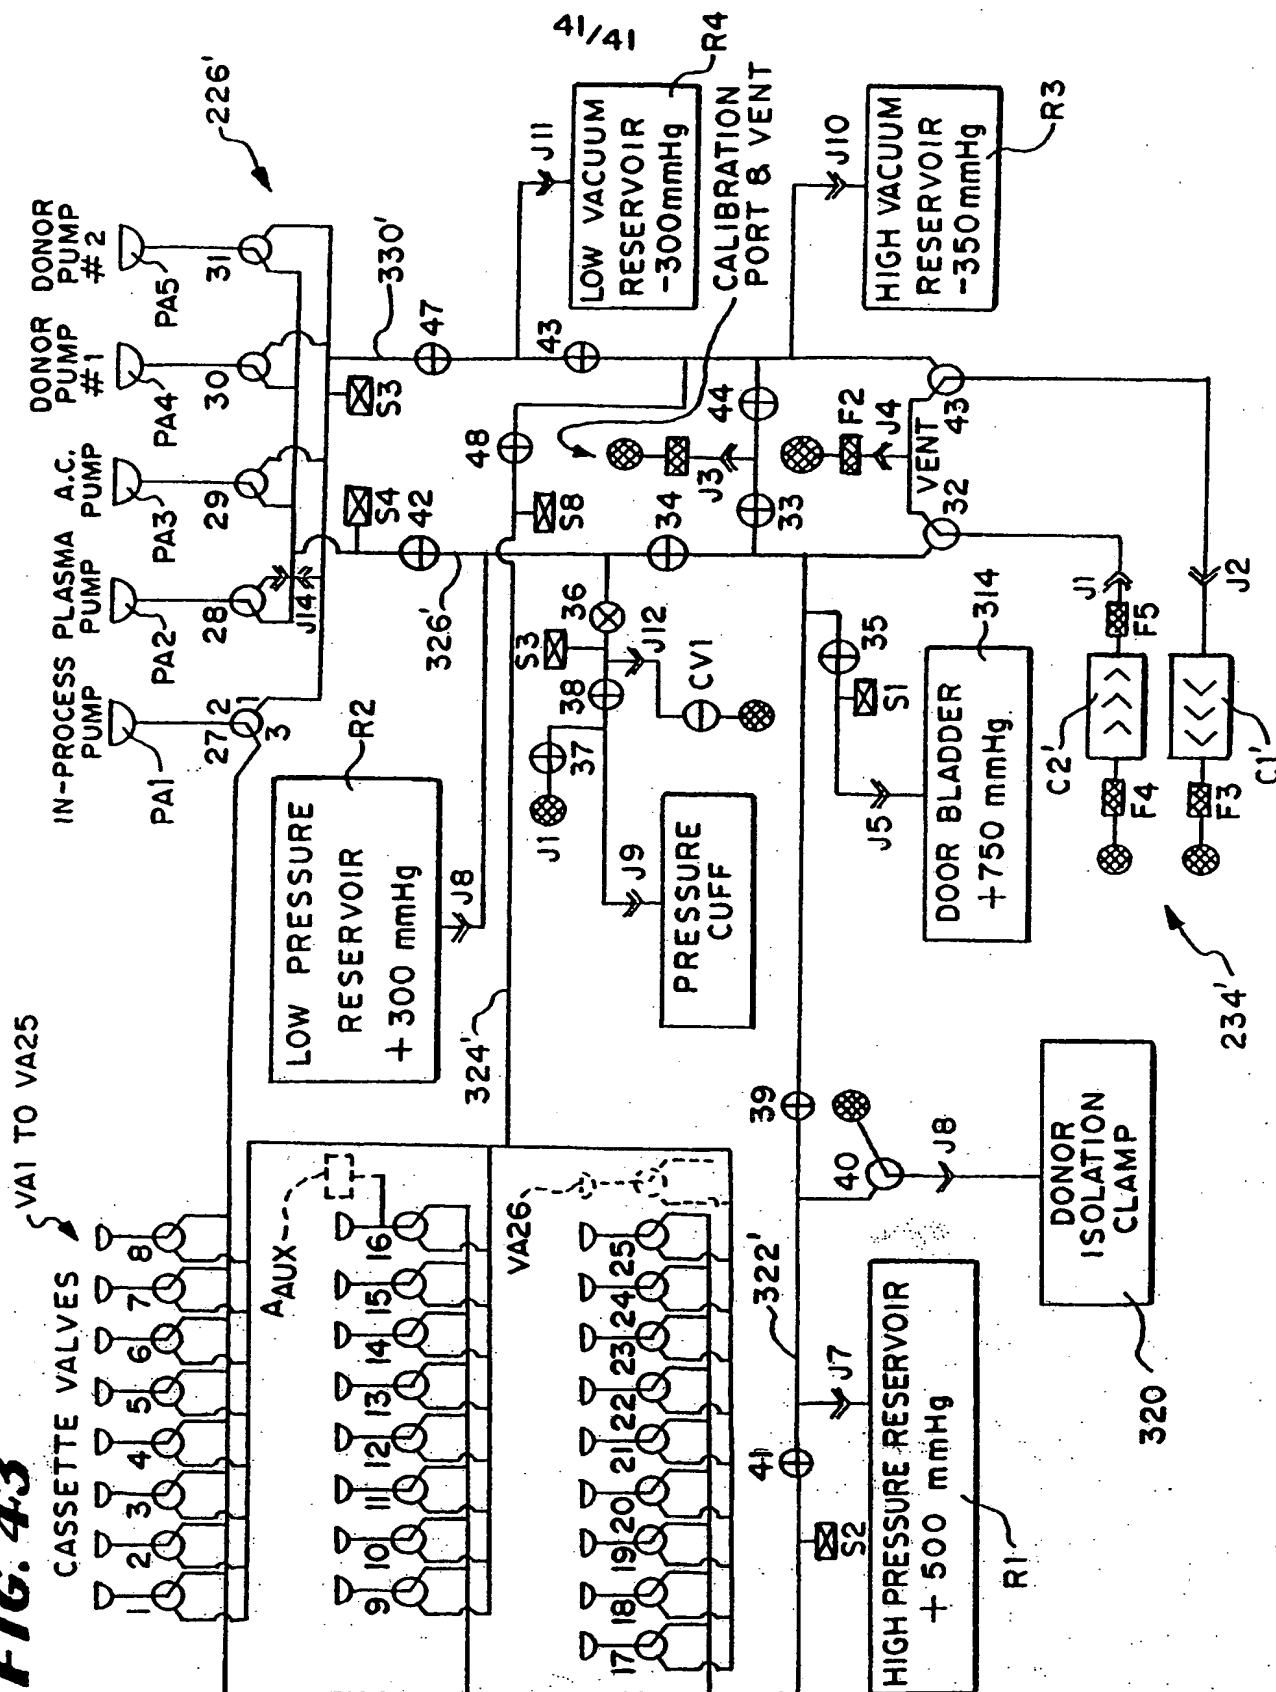 41/41
FIG. 43
CASSETTE VALVES
VA1 TO VA25
1
2
3
4
5
6
7
8
9
10
11
12
13
14
15
16
17
18
19
20
21
22
23
24
25
AAUX
VA26
IN-PROCESS PUMP
PLASMA PUMP
A.C. PUMP
DONOR PUMP #1
DONOR PUMP #2
PA1
PA2
PA3
PA4
PA5
27
2
1
3
28
29
30
31
J14
226'
S4
S3
42
47
330'
326'
324'
LOW PRESSURE
RESERVOIR
+300 mmHg
R2
J8
48
S8
43
J11
LOW VACUUM
RESERVOIR
-300mmHg
R4
CALIBRATION
PORT & VENT
J3
34
33
44
36
S3
38
37
J12
CV1
J1
J9
PRESSURE
CUFF
J10
HIGH VACUUM
RESERVOIR
-350mmHg
R3
F2
J4
VENT
32
43
35
S1
J5
DOOR BLADDER
+750 mmHg
314
J1
F5
J2
C2'
F4
C1'
F3
234'
39
40
J8
DONOR
ISOLATION
CLAMP
320
322'
41
S2
J7
HIGH PRESSURE RESERVOIR
+500 mmHg
R1